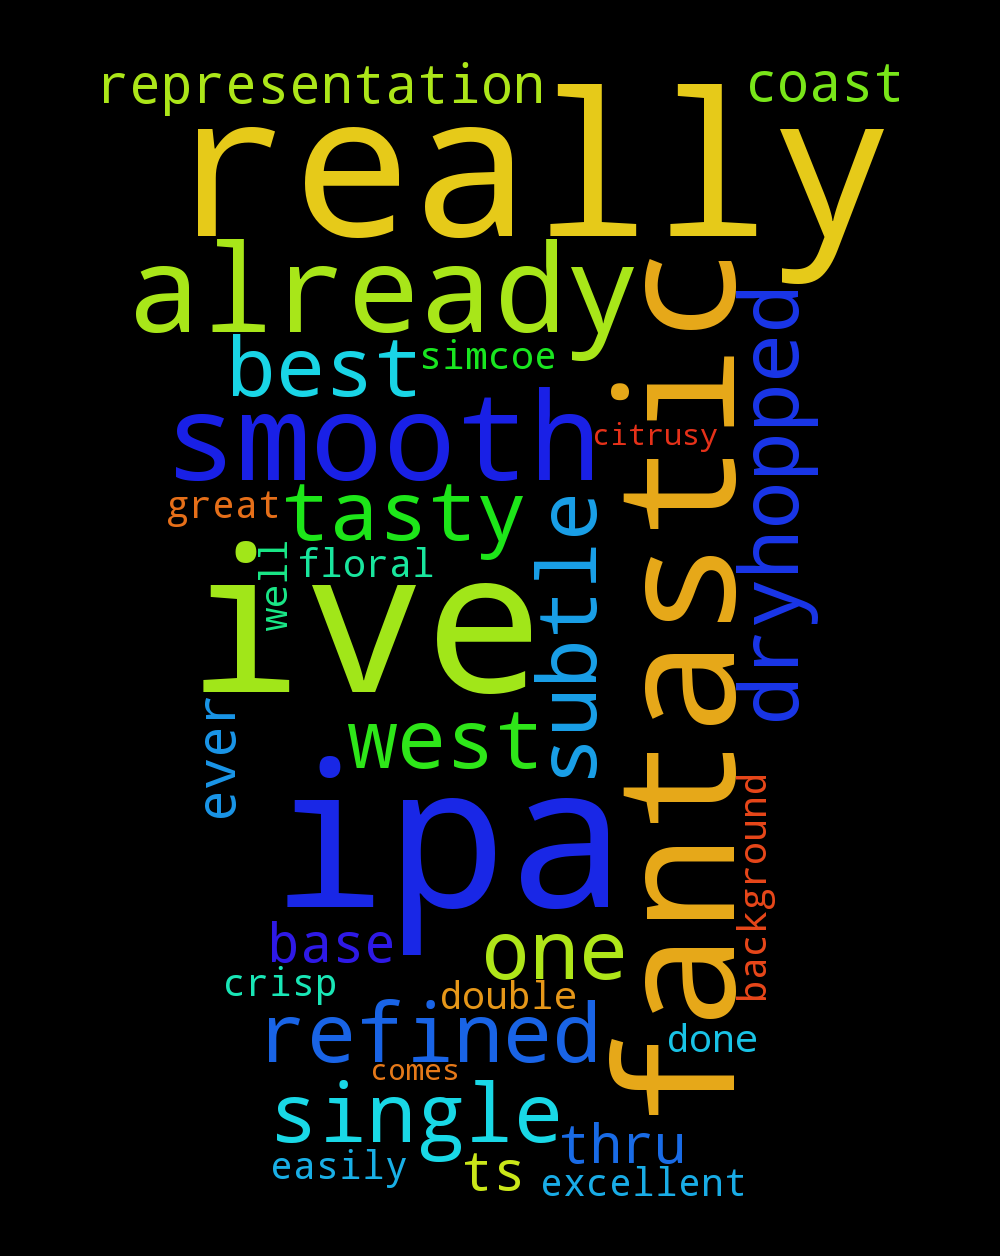 representation
coast
really
already
fantastic
dryhopped
best
simcoe
smooth
citrusy
great
tasty
subtle
well
floral
ive
ever
west
ipa
background
base
one
crisp
double
refined
done
comes
single
thru
easily
ts
excellent